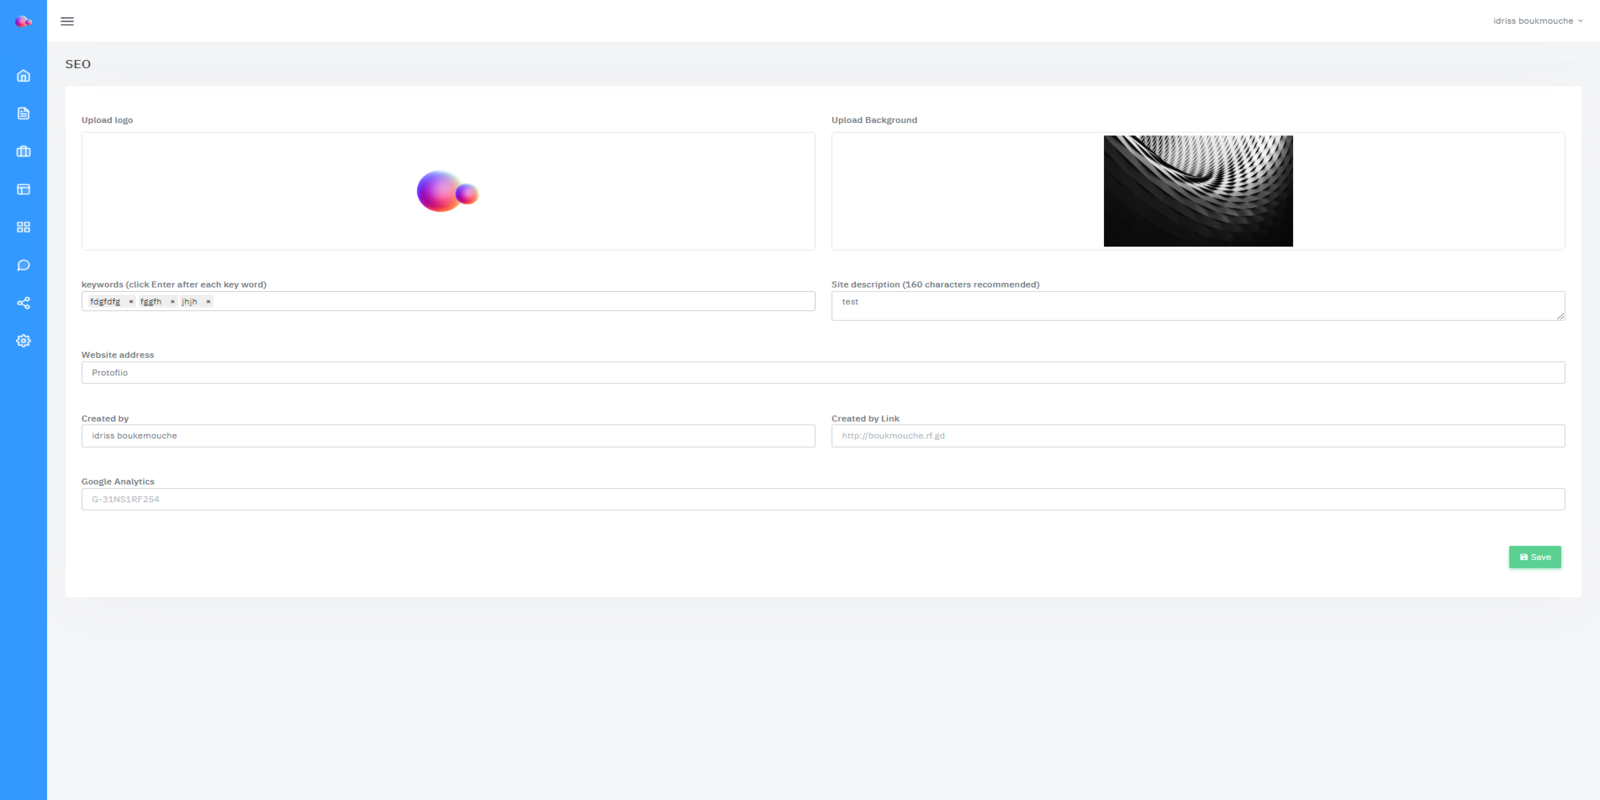 idriss boukmouche
SEO
Upload logo
Upload Background
keywords (click Enter after each key word)
fdgfdfg × fggfh × jhjh ×
Site description (160 characters recommended)
test
Website address
Protoflio
Created by
idriss boukemouche
Created by Link
http://boukmouche.rf.gd
Google Analytics
G-31NS1RF254
Save